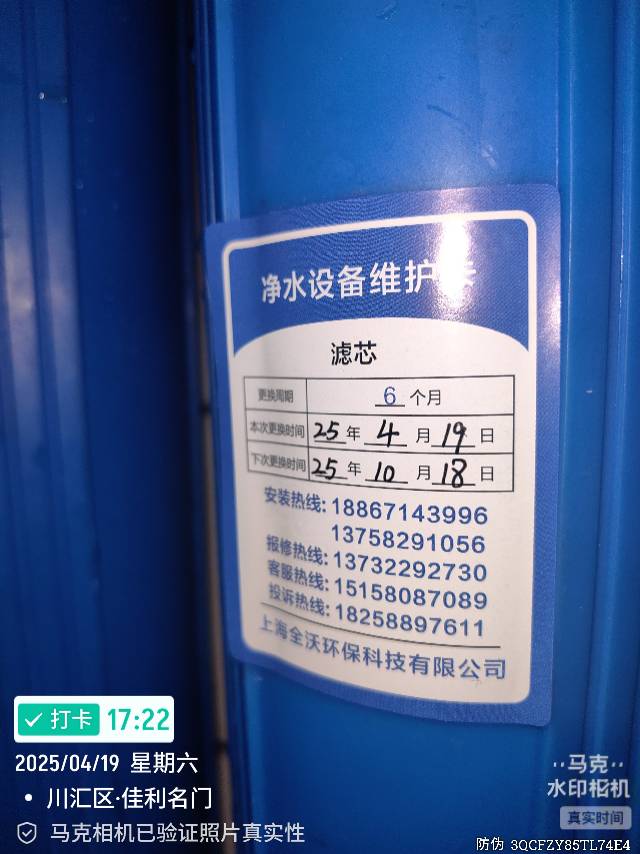 净水设备维护卡
滤芯
更换周期 6 个月
本次更换时间 25 年 4 月 19 日
下次更换时间 25 年 10 月 18 日
安装热线: 18867143996
13758291056
报修热线: 13732292730
客服热线: 15158087089
投诉热线: 18258897611
上海全沃环保科技有限公司
打卡 17:22
2025/04/19 星期六
川汇区·佳利名门
马克相机已验证照片真实性
马克
水印相机
真实时间
防伪 3QCFZY85TL74E4